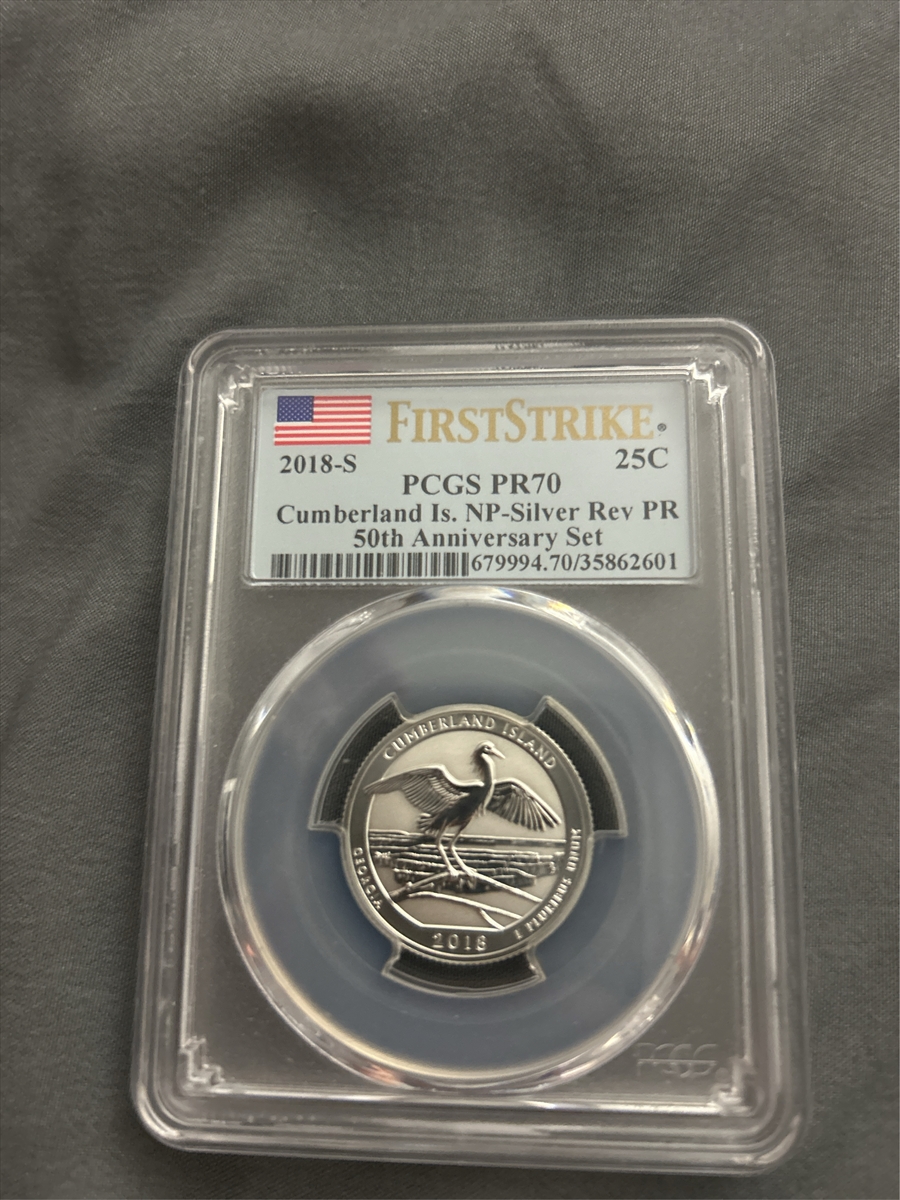 FIRSTSTRIKE®
2018-S 25C
PCGS PR70
Cumberland Is. NP-Silver Rev PR
50th Anniversary Set
679994.70/35862601
CUMBERLAND ISLAND
GEORGIA
E PLURIBUS UNUM
2018
PCGS